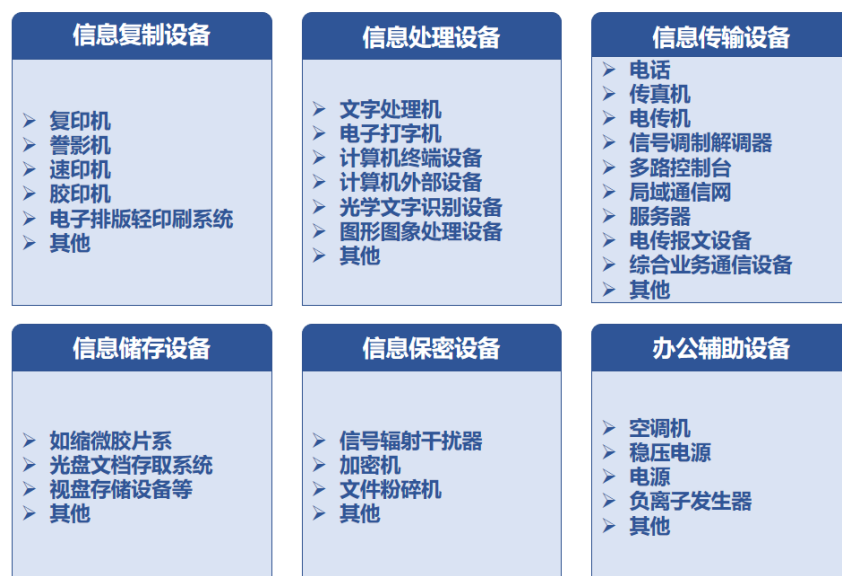 信息复制设备
复印机
誊影机
速印机
胶印机
电子排版轻印刷系统
其他
信息处理设备
文字处理机
电子打字机
计算机终端设备
计算机外部设备
光学文字识别设备
图形图象处理设备
其他
信息传输设备
电话
传真机
电传机
信号调制解调器
多路控制台
局域通信网
服务器
电传报文设备
综合业务通信设备
其他
信息储存设备
如缩微胶片系
光盘文档存取系统
视盘存储设备等
其他
信息保密设备
信号辐射干扰器
加密机
文件粉碎机
其他
办公辅助设备
空调机
稳压电源
电源
负离子发生器
其他